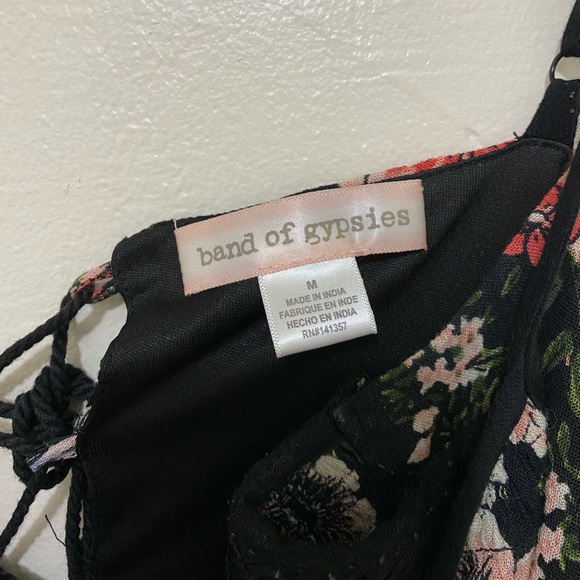 band of gypsies
M
MADE IN INDIA
FABRIQUE EN INDE
HECHO EN INDIA
RN#141357